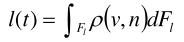 l(t) = ∫_{F_l} ρ(v,n)dF_l